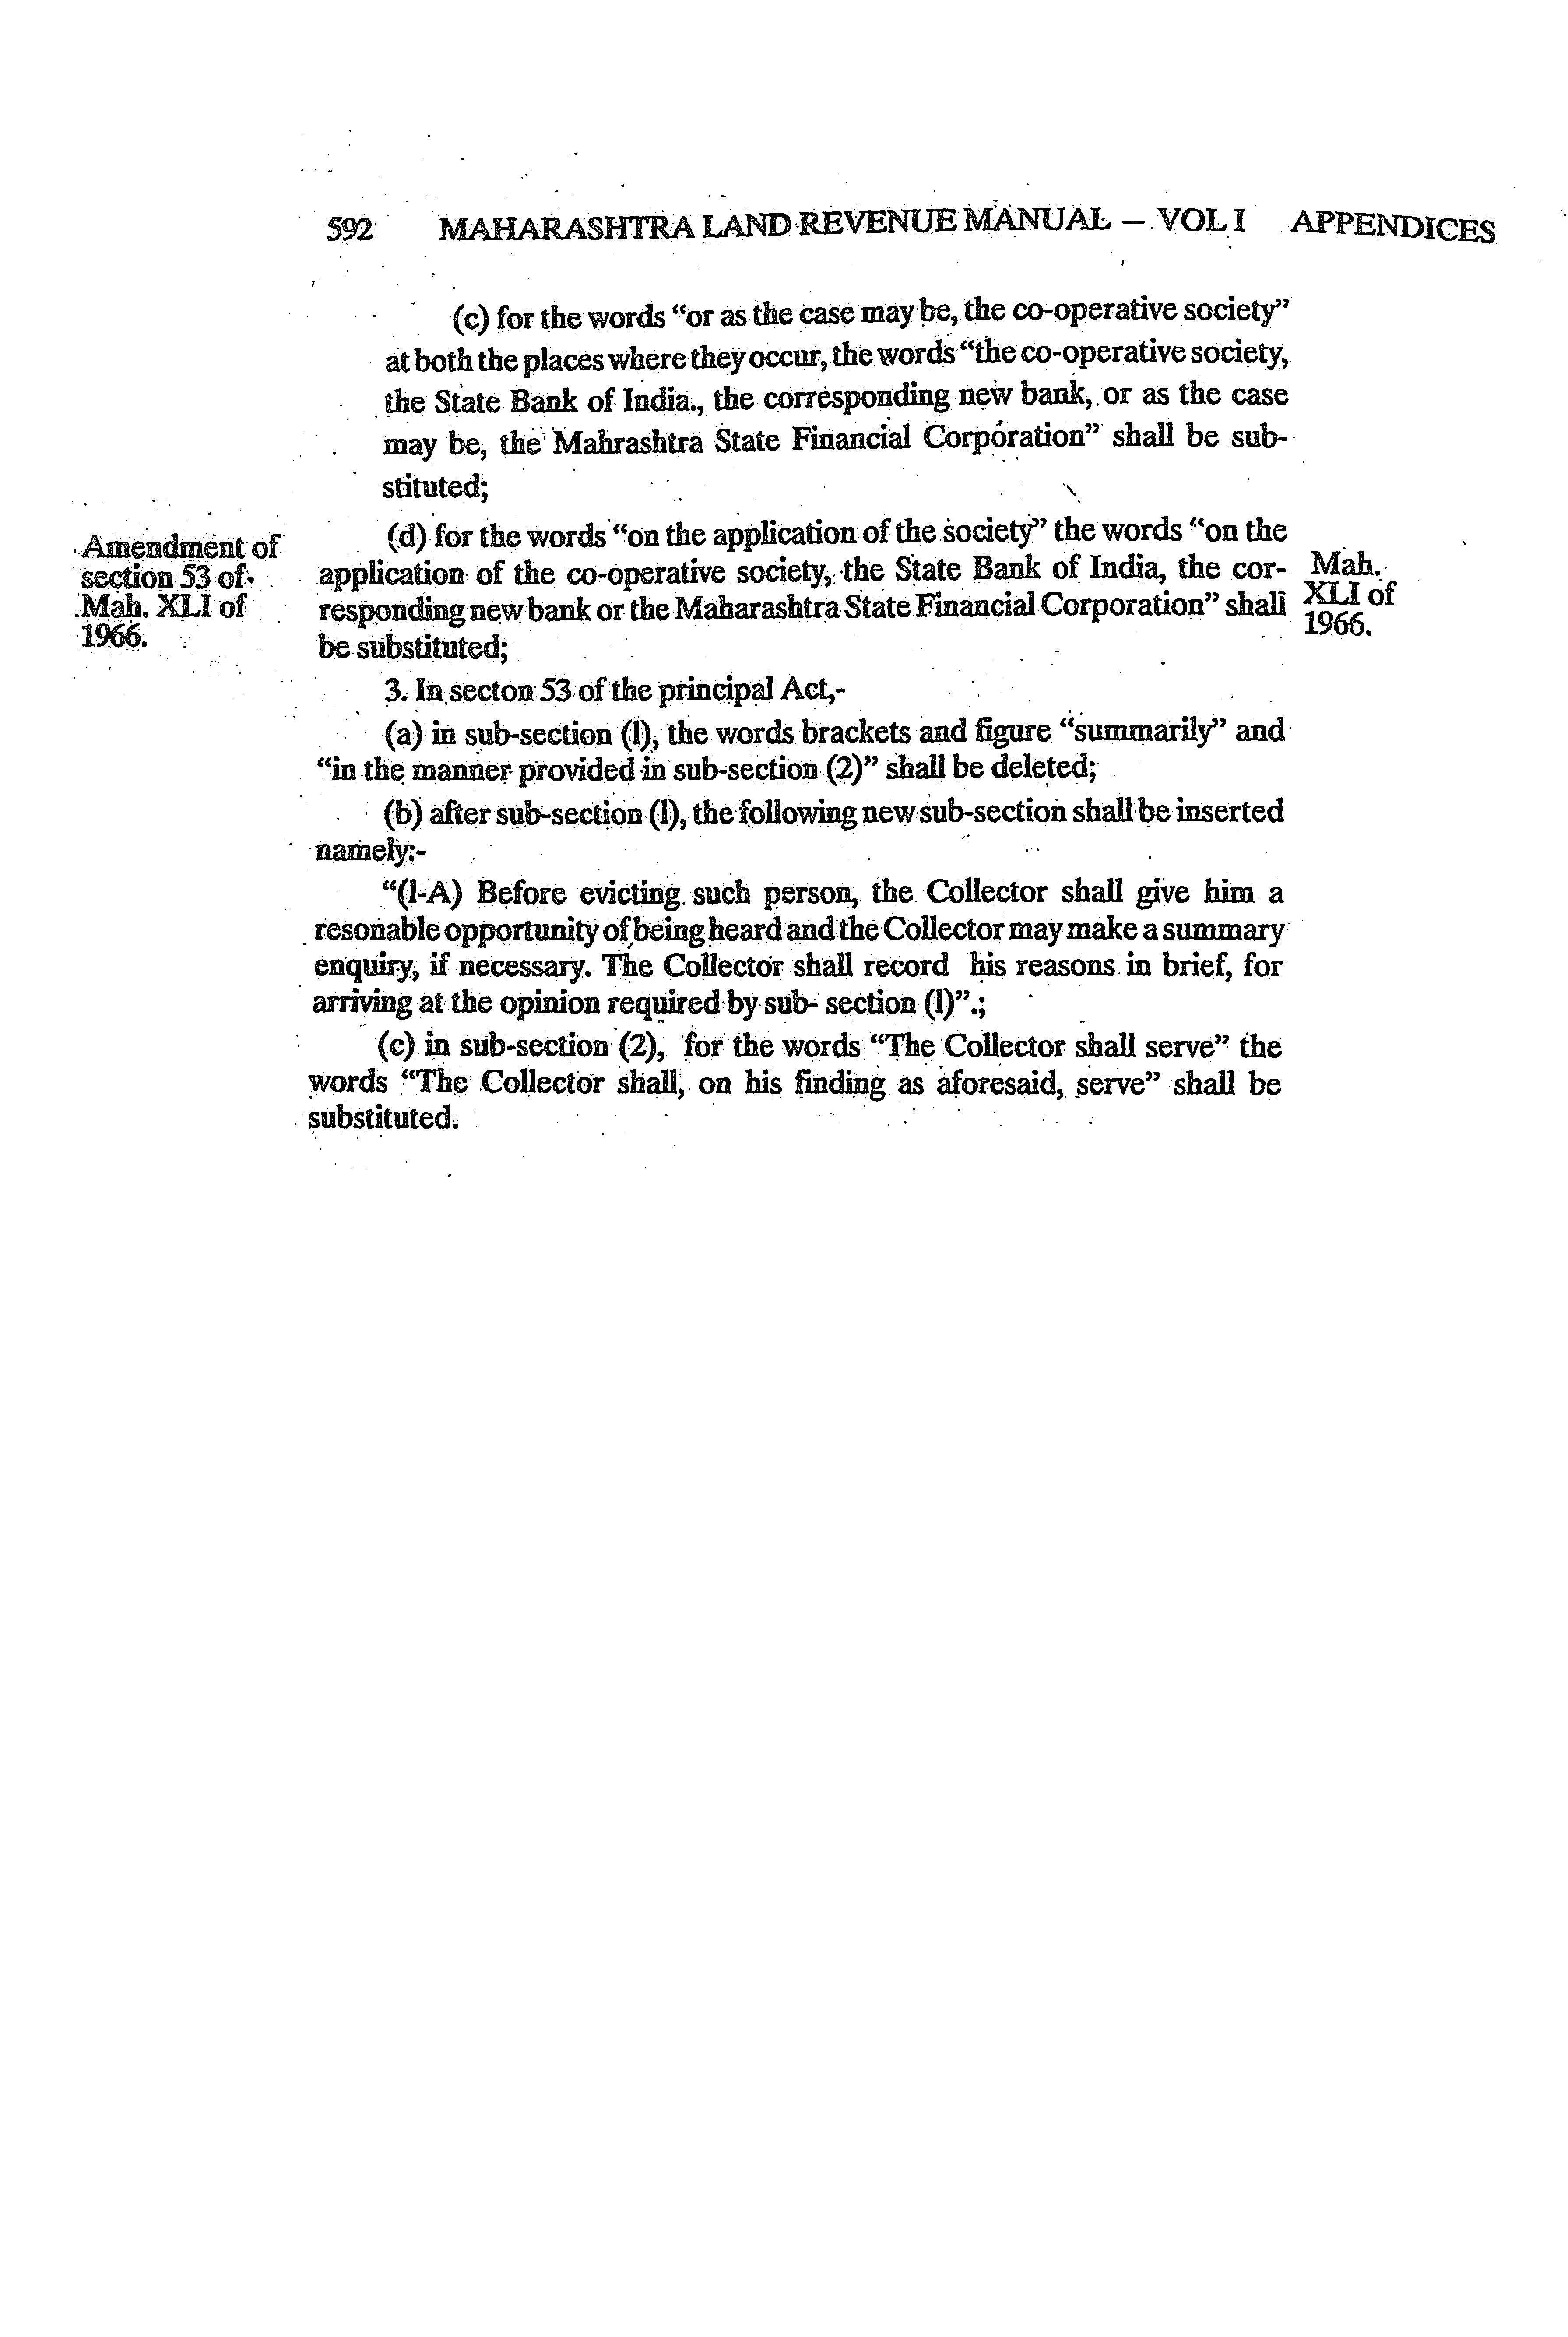 592 MAHARASHTRA LAND REVENUE MANUAL – VOL I APPENDICES
(c) for the words “or as the case may be, the co-operative society”
at both the places where they occur, the words “the co-operative society,
the State Bank of India., the corresponding new bank, or as the case
may be, the Mahrashtra State Financial Corporation” shall be sub-
stituted;
Amendment of
section 53 of
Mah. XLI of
1966.
(d) for the words “on the application of the society” the words “on the
application of the co-operative society, the State Bank of India, the cor-
responding new bank or the Maharashtra State Financial Corporation” shall
be substituted;
Mah.
XLI of
1966.
3. In secton 53 of the principal Act,-
(a) in sub-section (l), the words brackets and figure “summarily” and
“in the manner provided in sub-section (2)” shall be deleted;
(b) after sub-section (l), the following new sub-section shall be inserted
namely:-
“(l-A) Before evicting such person, the Collector shall give him a
resonable opportunity of being heard and the Collector may make a summary
enquiry, if necessary. The Collector shall record his reasons in brief, for
arriving at the opinion required by sub- section (l)”.;
(c) in sub-section (2), for the words “The Collector shall serve” the
words “The Collector shall, on his finding as aforesaid, serve” shall be
substituted.